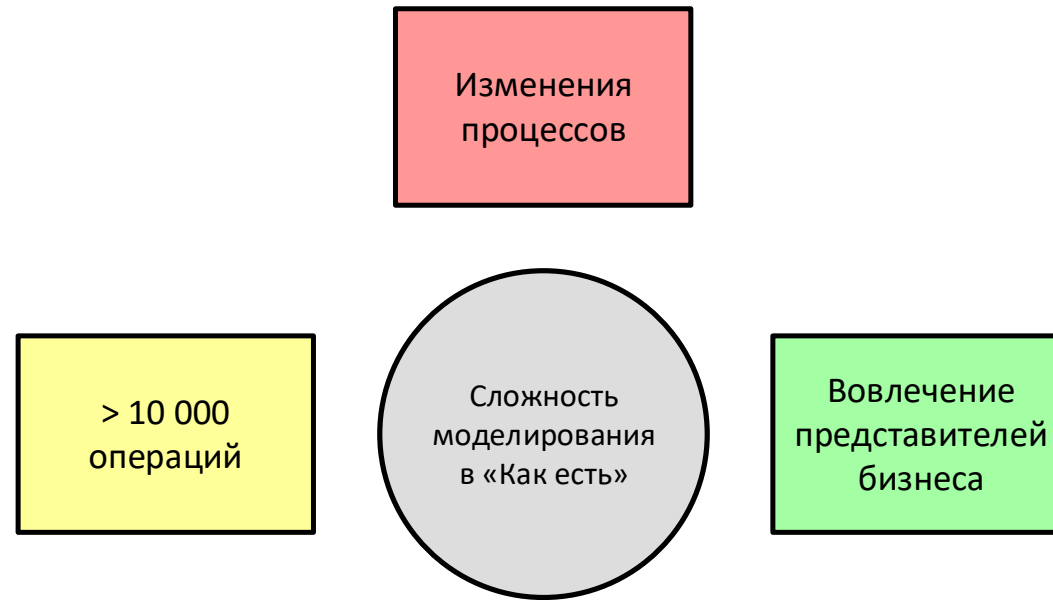 Изменения
процессов
> 10 000
операций
Сложность
моделирования
в «Как есть»
Вовлечение
представителей
бизнеса